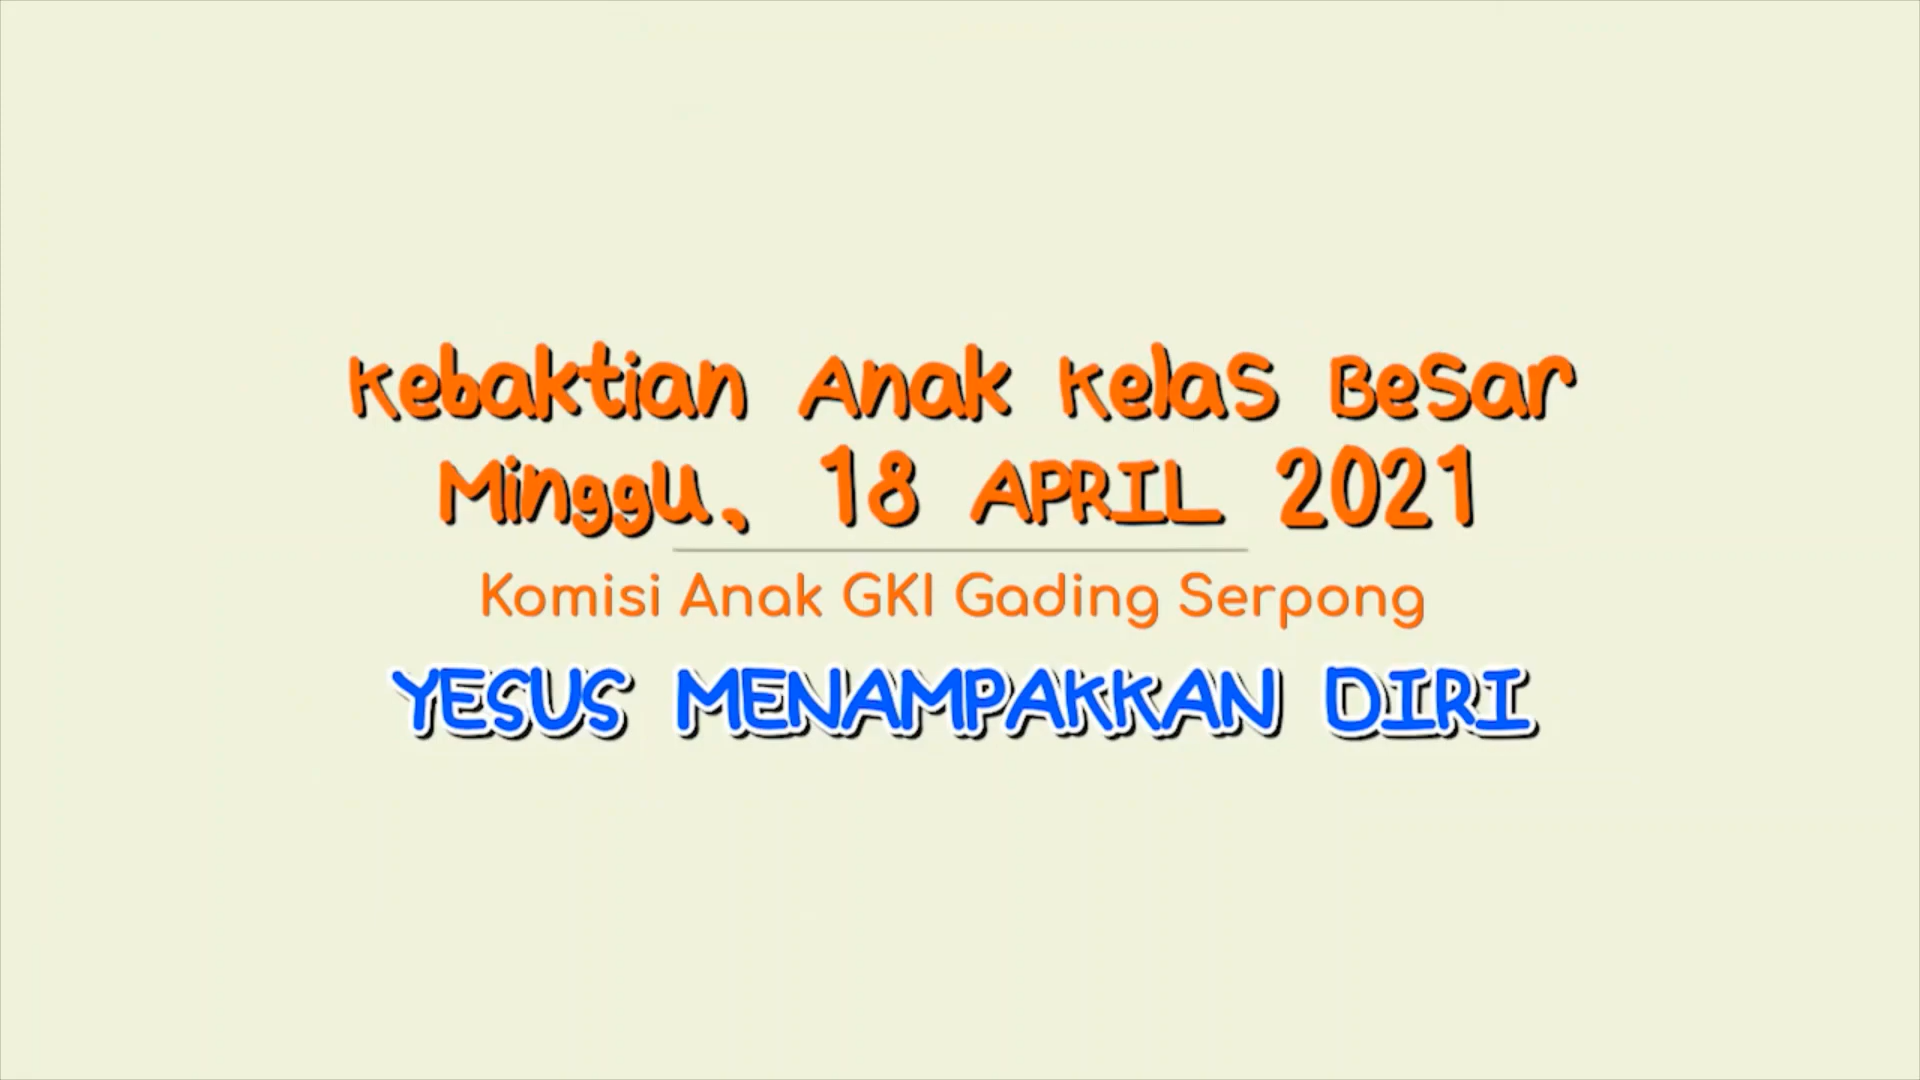 Kebaktian Anak Kelas Besar
Minggu, 18 APRIL 2021
Komisi Anak GKI Gading Serpong
YESUS MENAMPAKKAN DIRI